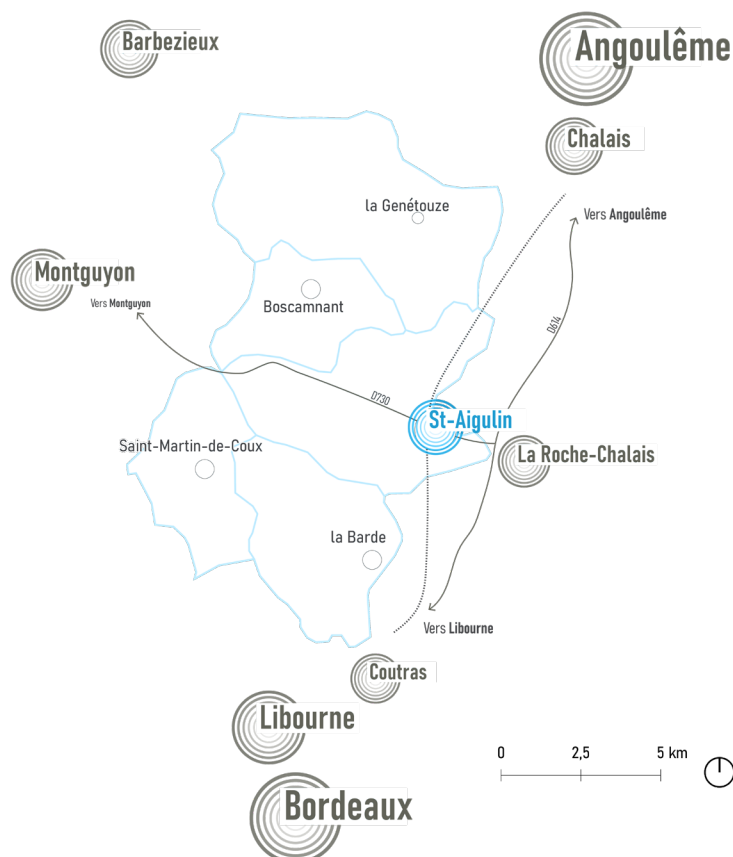 Barbezieux
Angoulême
Chalais
la Genétouze
Vers Angoulême
Montguyon
Vers Montguyon
Boscamnant
D614
D730
St-Aigulin
Saint-Martin-de-Coux
La Roche-Chalais
la Barde
Vers Libourne
Coutras
Libourne
0 2,5 5 km
Bordeaux